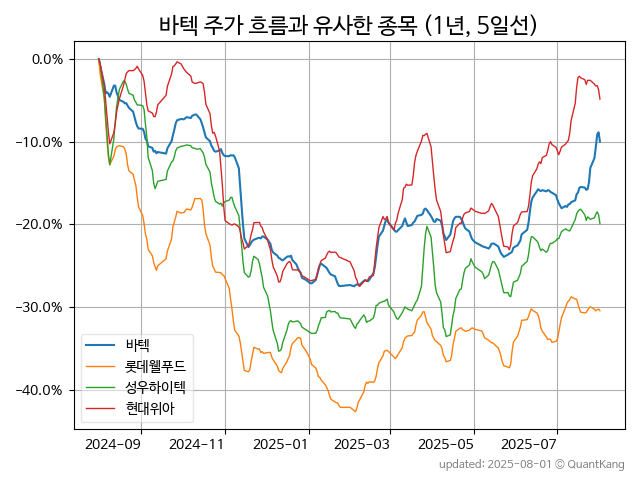 바텍 주가 흐름과 유사한 종목 (1년, 5일선)
0.0%
−10.0%
−20.0%
−30.0%
−40.0%
바텍
롯데웰푸드
성우하이텍
현대위아
2024−09
2024−11
2025−01
2025−03
2025−05
2025−07
updated: 2025-08-01 © QuantKang